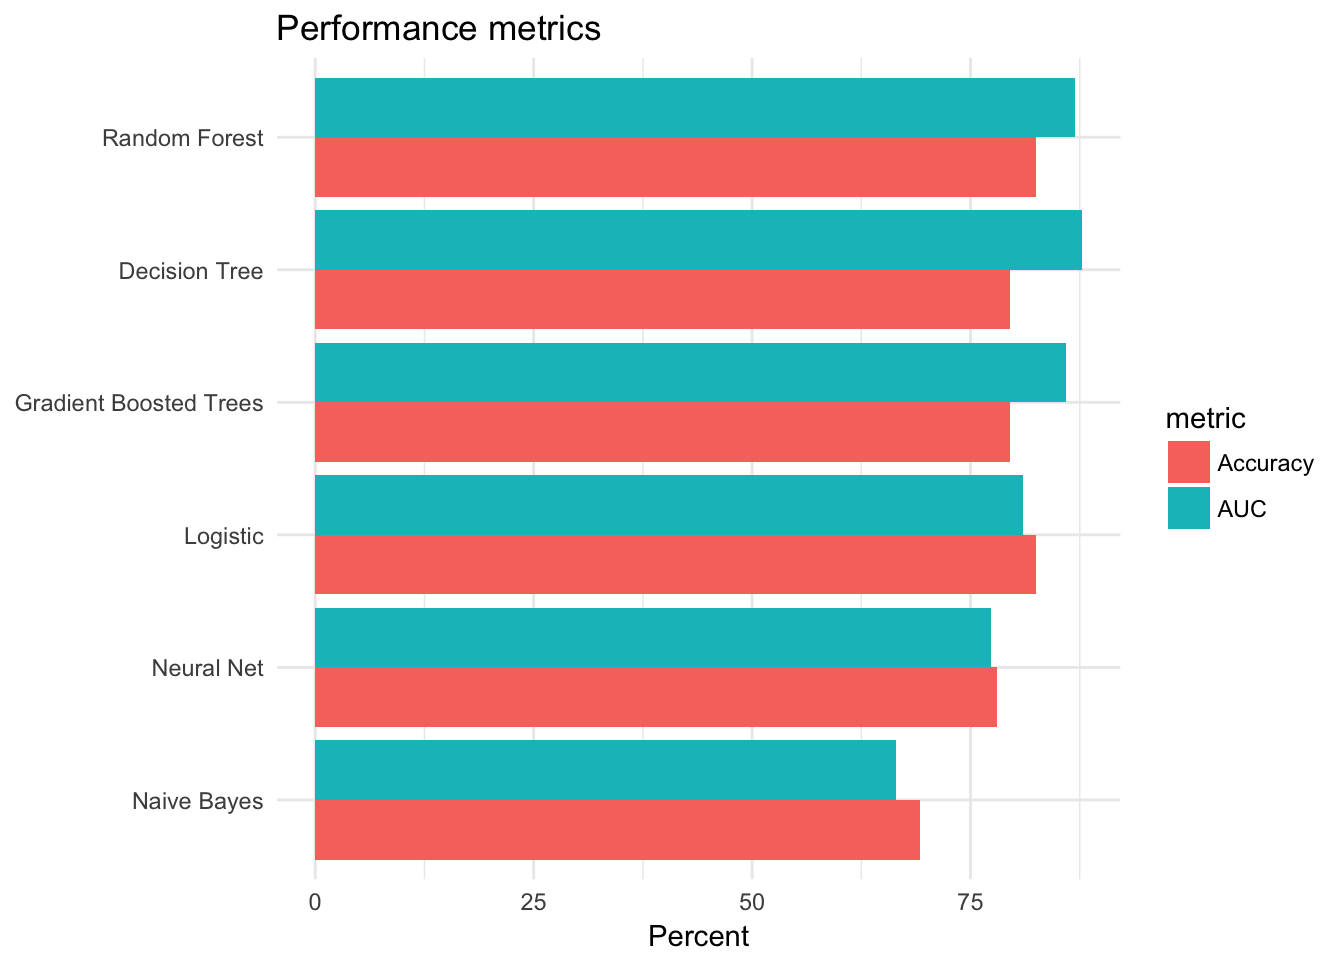 Performance metrics
Random Forest
Decision Tree
Gradient Boosted Trees
Logistic
Neural Net
Naive Bayes
0 25 50 75
Percent
metric
Accuracy
AUC